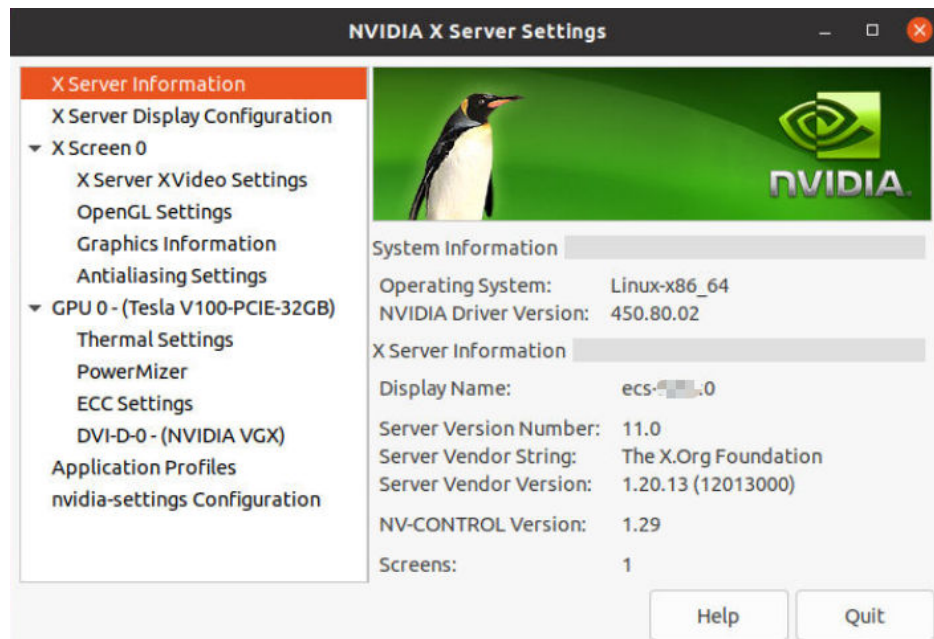 NVIDIA X Server Settings
X Server Information
X Server Display Configuration
X Screen 0
X Server XVideo Settings
OpenGL Settings
Graphics Information
Antialiasing Settings
GPU 0 - (Tesla V100-PCIE-32GB)
Thermal Settings
PowerMizer
ECC Settings
DVI-D-0 - (NVIDIA VGX)
Application Profiles
nvidia-settings Configuration
NVIDIA.
System Information
Operating System: Linux-x86_64
NVIDIA Driver Version: 450.80.02
X Server Information
Display Name: ecs- :0
Server Version Number: 11.0
Server Vendor String: The X.Org Foundation
Server Vendor Version: 1.20.13 (12013000)
NV-CONTROL Version: 1.29
Screens: 1
Help Quit